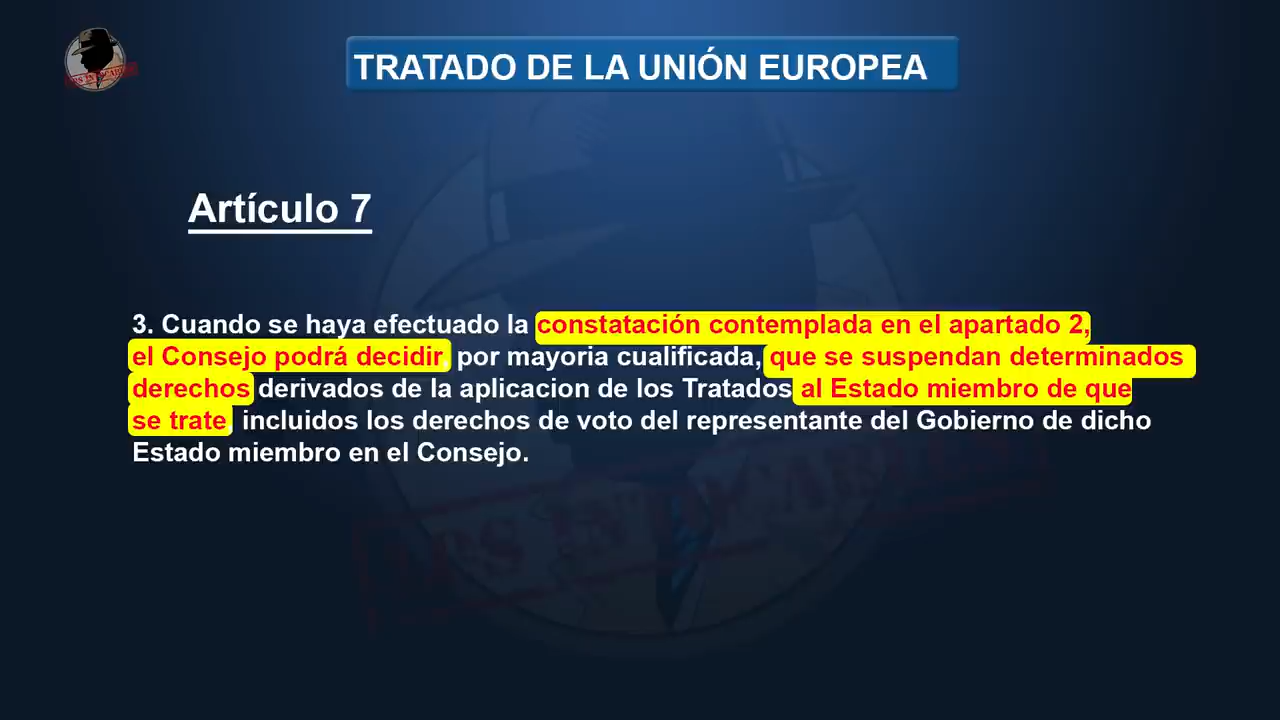 TRATADO DE LA UNIÓN EUROPEA
Artículo 7
3. Cuando se haya efectuado la constatación contemplada en el apartado 2,
el Consejo podrá decidir, por mayoria cualificada, que se suspendan determinados
derechos derivados de la aplicacion de los Tratados al Estado miembro de que
se trate, incluidos los derechos de voto del representante del Gobierno de dicho
Estado miembro en el Consejo.